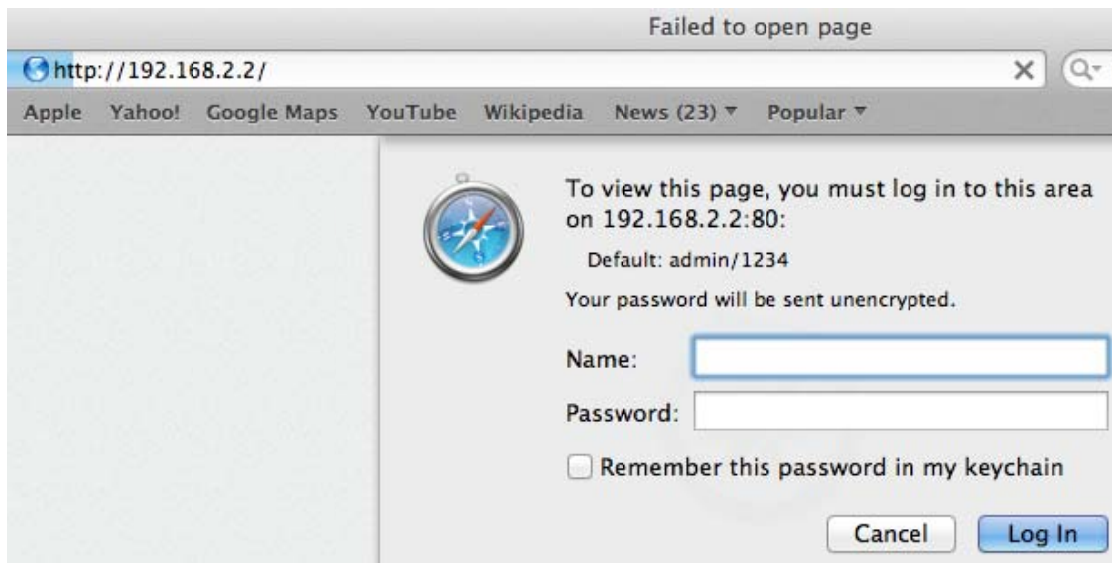 Failed to open page
http://192.168.2.2/
Apple Yahoo! Google Maps YouTube Wikipedia News (23) ▼ Popular ▼
To view this page, you must log in to this area
on 192.168.2.2:80:
Default: admin/1234
Your password will be sent unencrypted.
Name:
Password:
Remember this password in my keychain
Cancel Log In